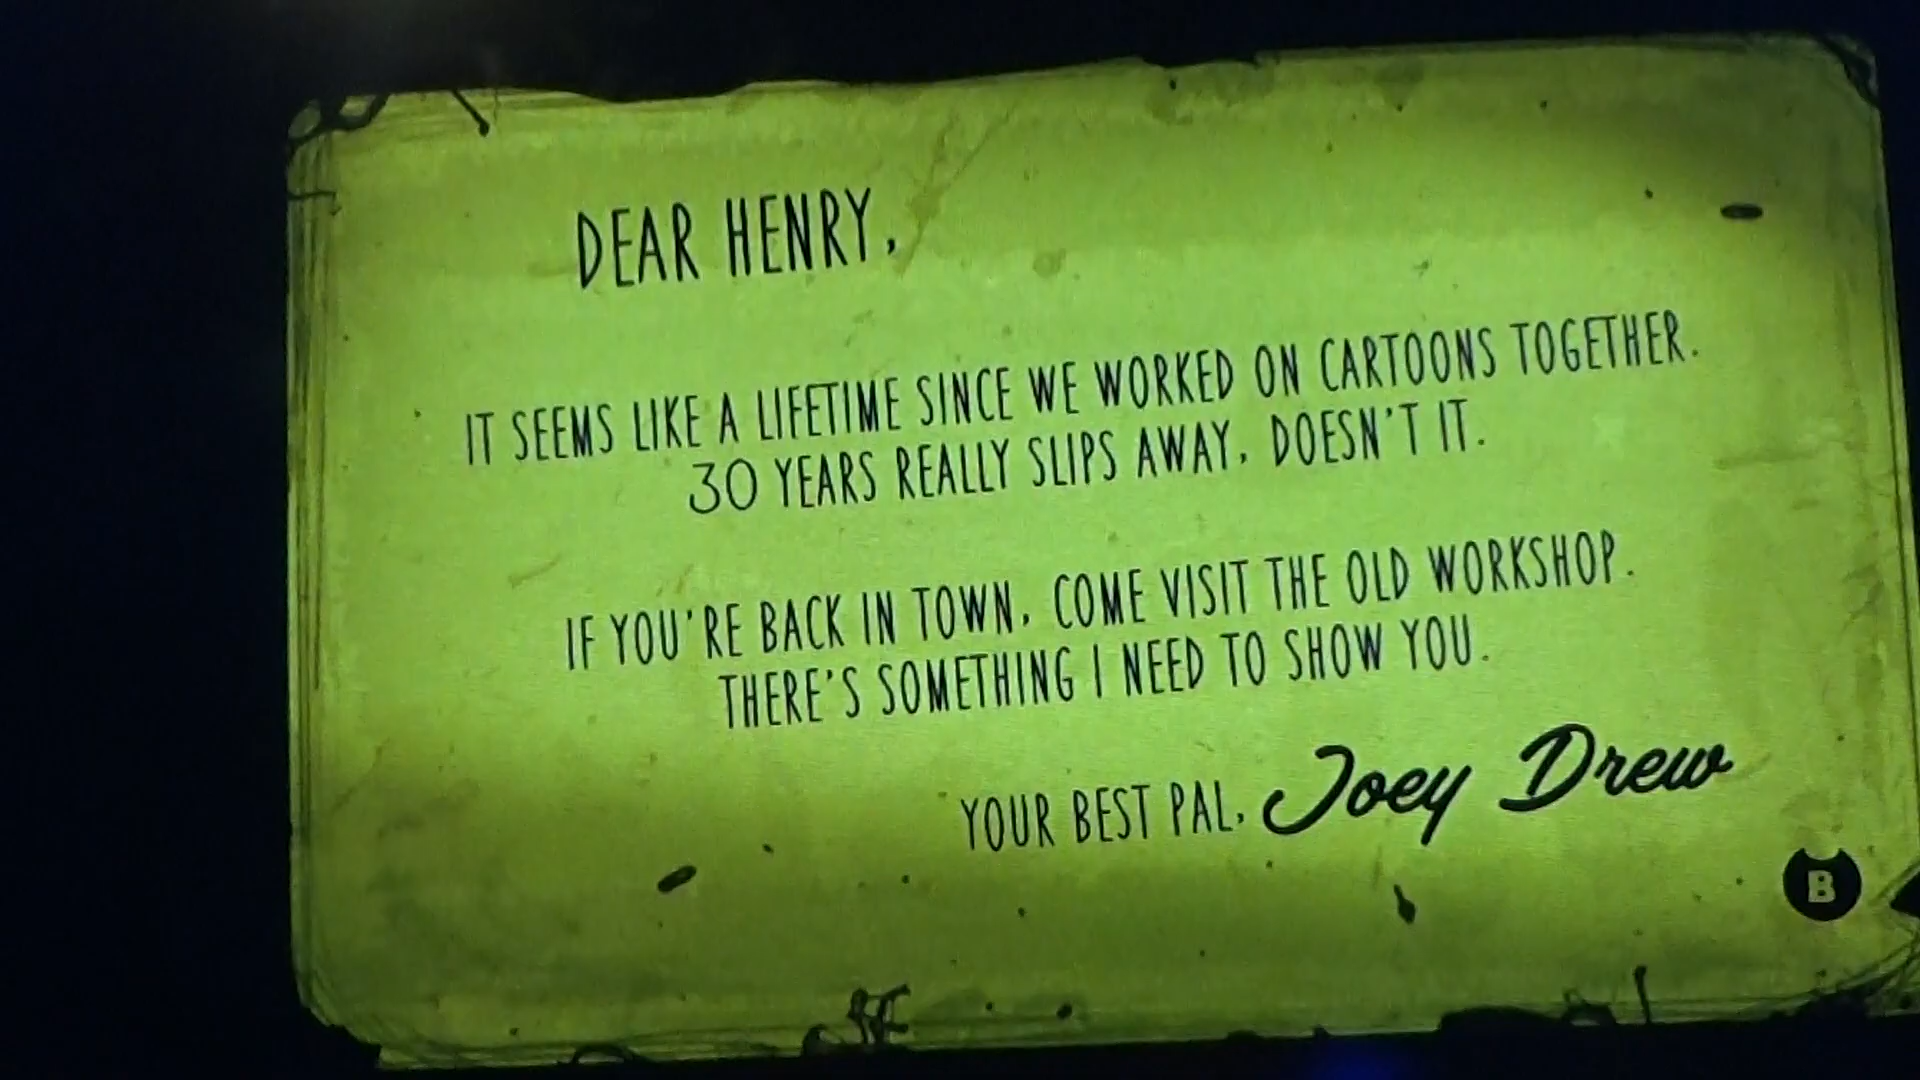 DEAR HENRY,
IT SEEMS LIKE A LIFETIME SINCE WE WORKED ON CARTOONS TOGETHER.
30 YEARS REALLY SLIPS AWAY, DOESN'T IT.
IF YOU'RE BACK IN TOWN, COME VISIT THE OLD WORKSHOP.
THERE'S SOMETHING I NEED TO SHOW YOU.
YOUR BEST PAL, Joey Drew
B